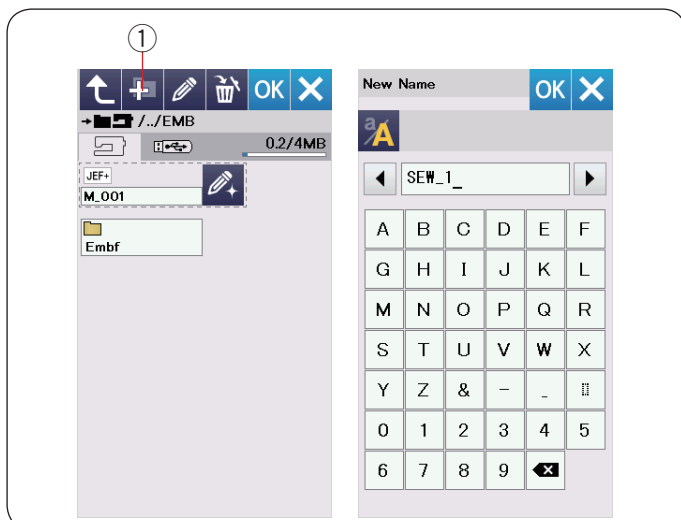 1
OK
/../EMB
0.2/4MB
JEF+
M_001
Embf
New Name
OK
a/A
SEW_1_
A B C D E F
G H I J K L
M N O P Q R
S T U V W X
Y Z & - _
0 1 2 3 4 5
6 7 8 9